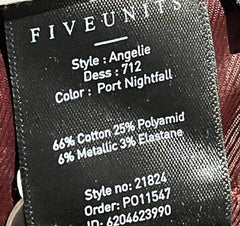 FIVEUNITS
Style : Angelie
Dess : 712
Color : Port Nightfall
66% Cotton 25% Polyamid
6% Metallic 3% Elastane
Style no: 21824
Order: PO11547
ID: 6204623990